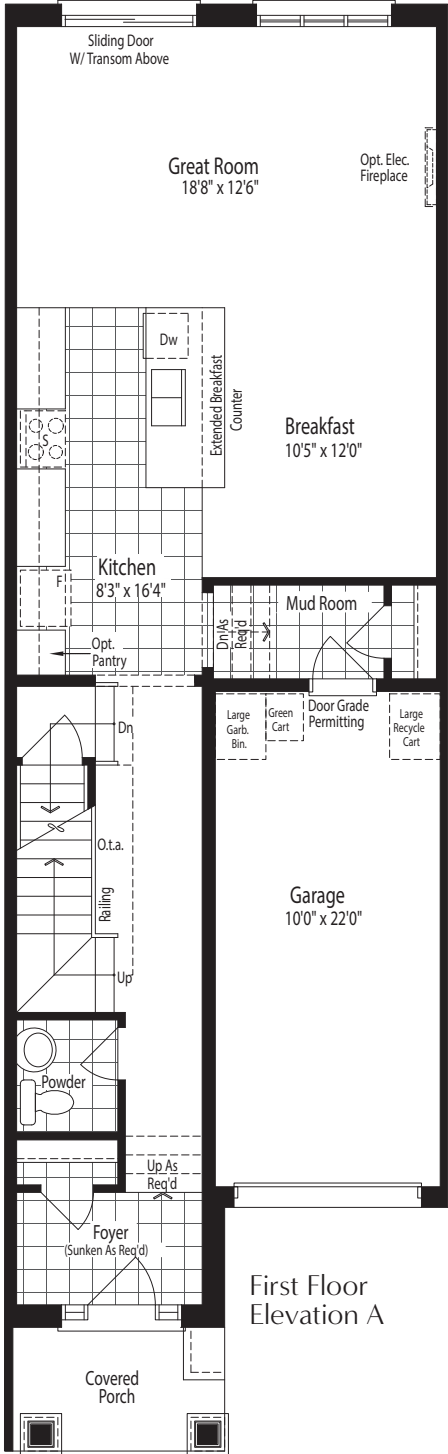 Sliding Door
W/ Transom Above
Great Room
18'8" x 12'6"
Opt. Elec.
Fireplace
Dw
Extended Breakfast
Counter
S
Breakfast
10'5" x 12'0"
Kitchen
8'3" x 16'4"
F
Opt.
Pantry
Dn As
Req'd
Mud Room
Dn
Large
Garb.
Bin.
Green
Cart
Door Grade
Permitting
Large
Recycle
Cart
O.t.a.
Railing
Garage
10'0" x 22'0"
Up
Powder
Up As
Req'd
Foyer
(Sunken As Req'd)
First Floor
Elevation A
Covered
Porch